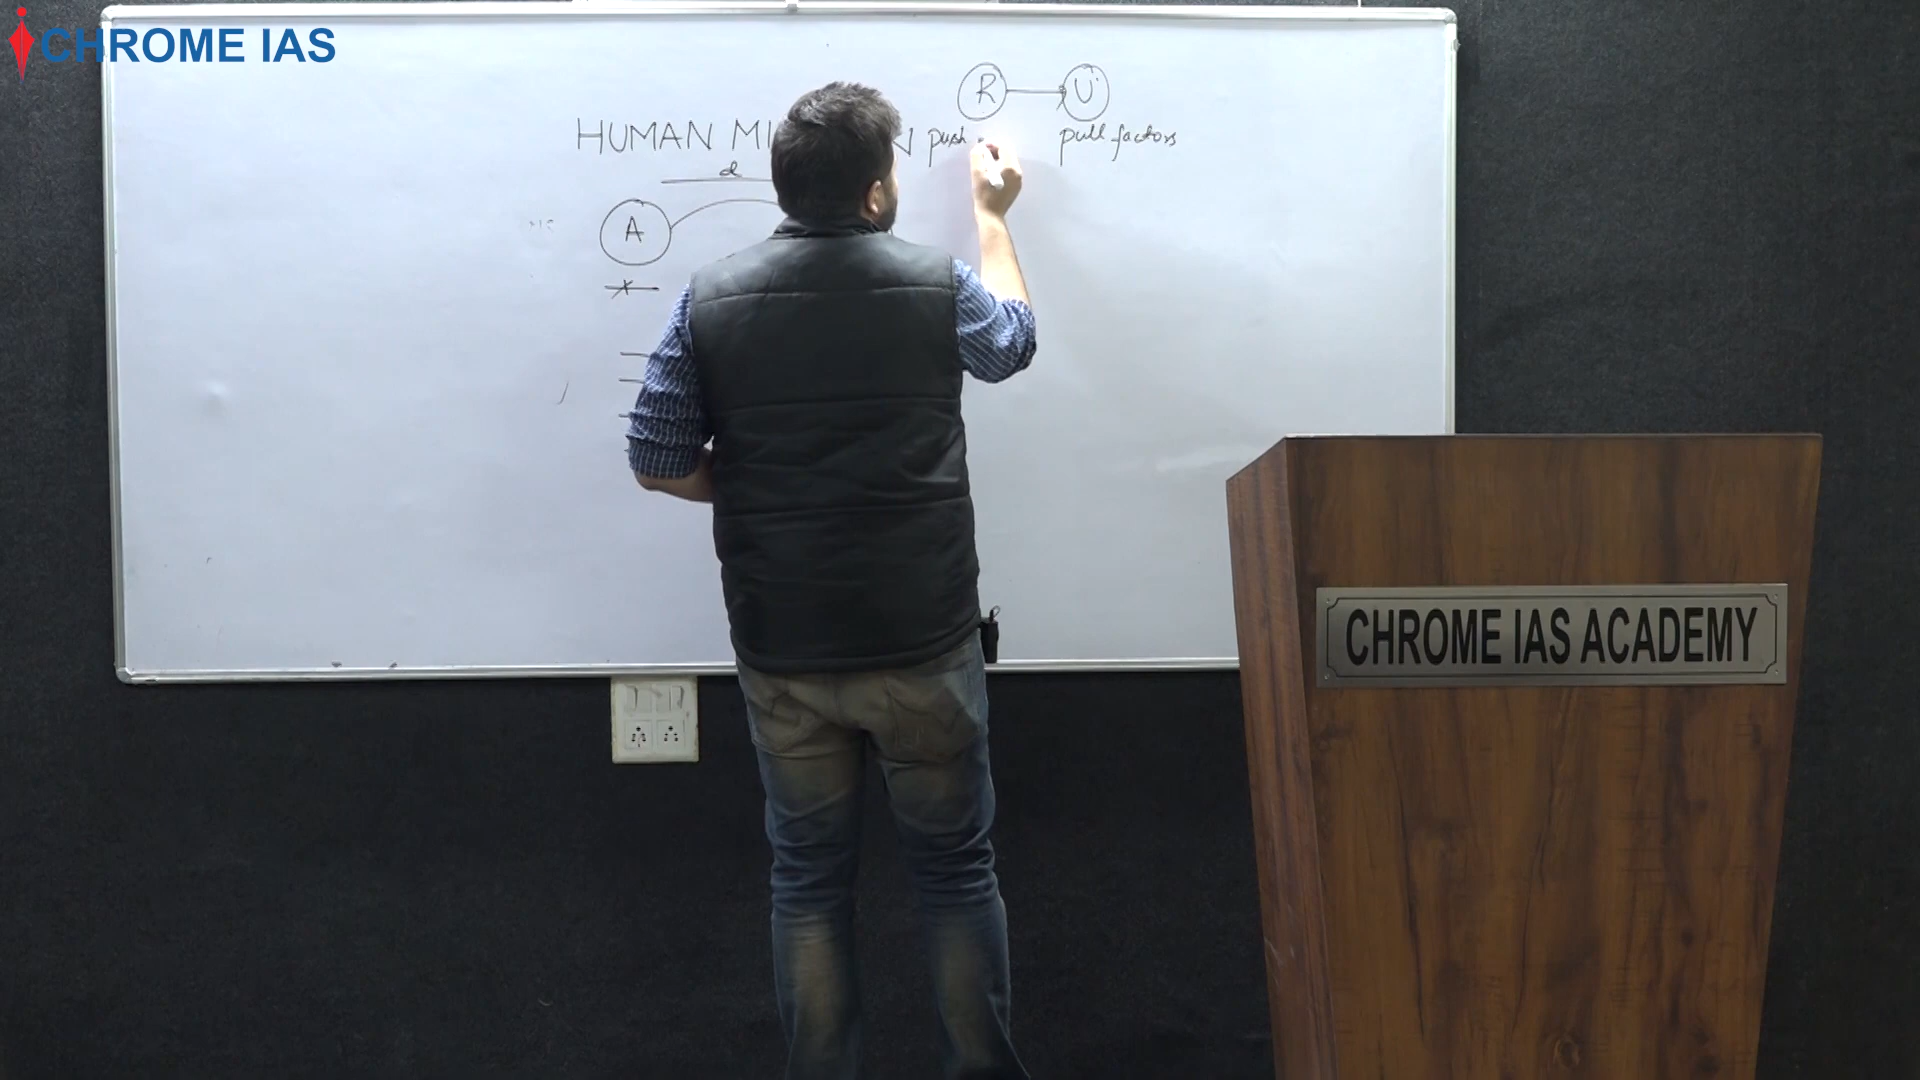 CHROME IAS
R U
HUMAN MI N push pull factors
d
A
CHROME IAS ACADEMY